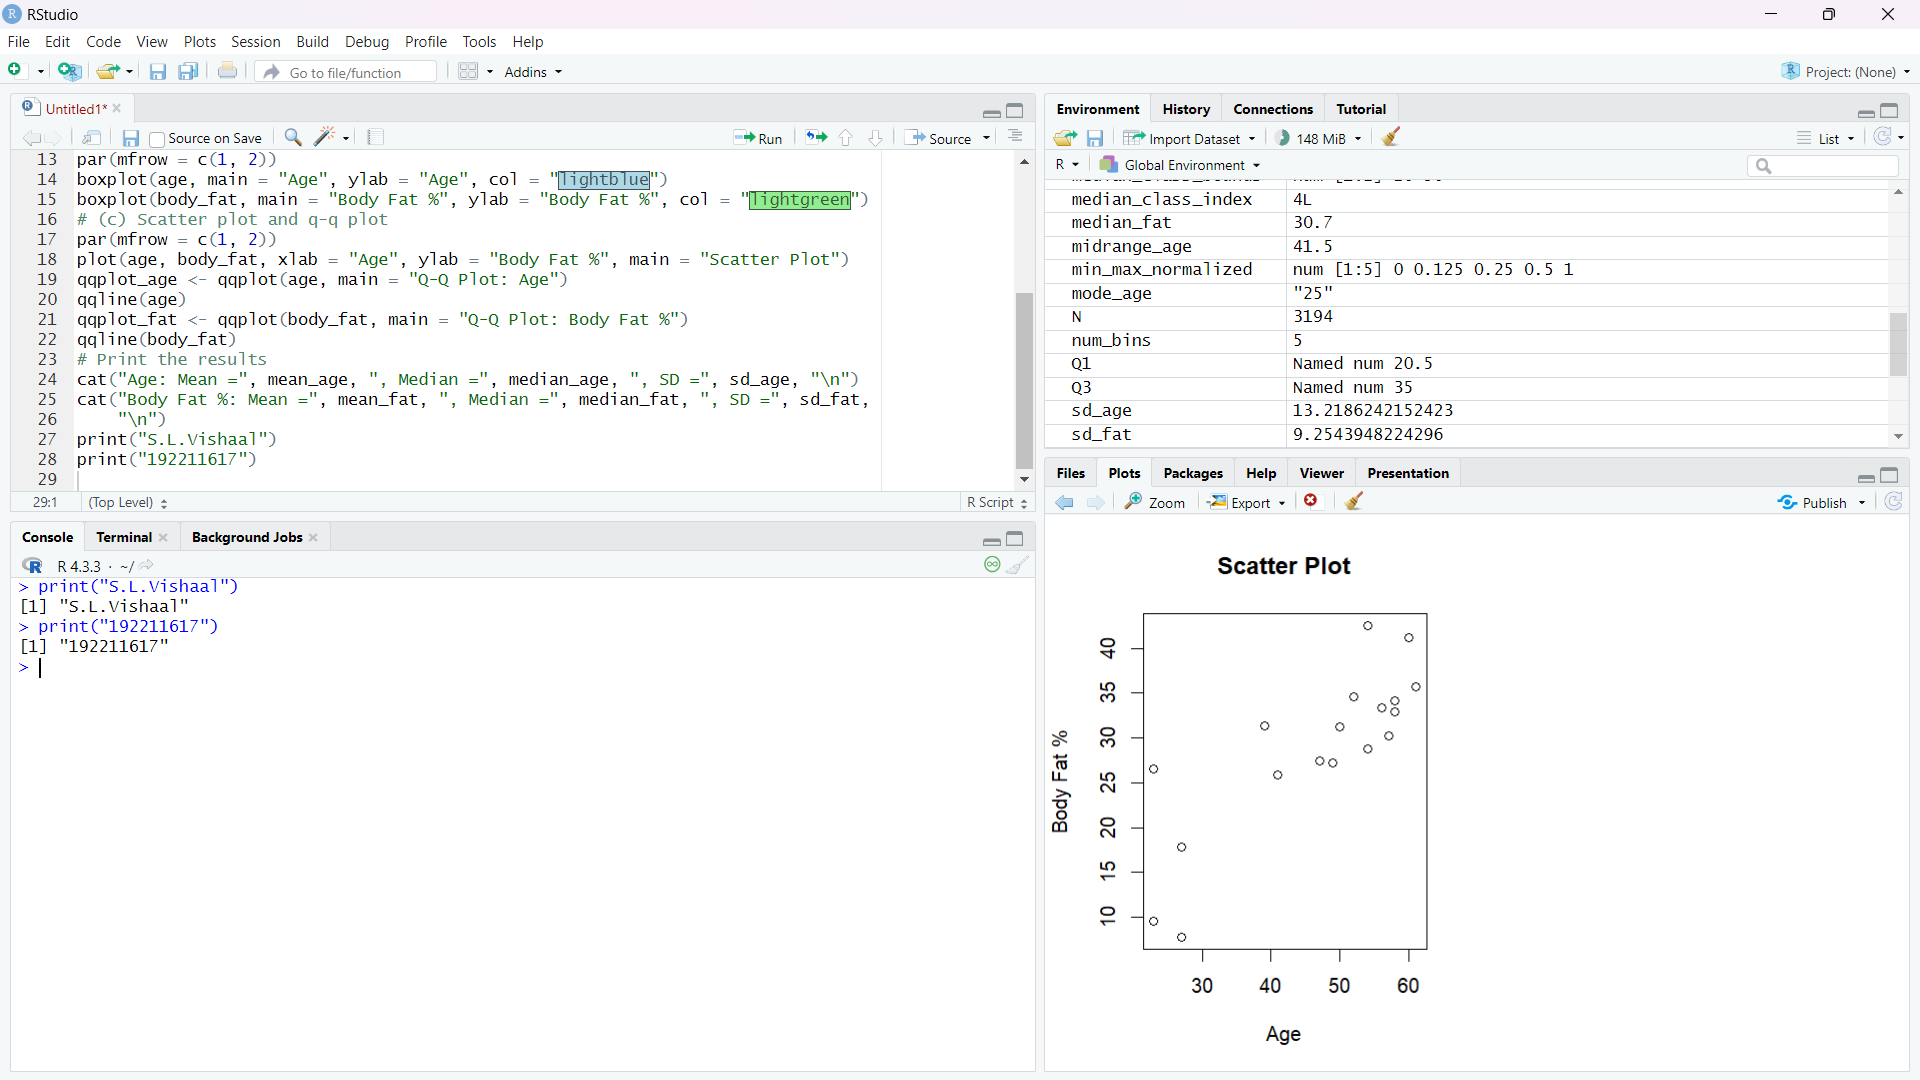 RStudio
File Edit Code View Plots Session Build Debug Profile Tools Help
Go to file/function Addins Project: (None)
Untitled1*
Source on Save Run Source
13 par(mfrow = c(1, 2))
14 boxplot(age, main = "Age", ylab = "Age", col = "lightblue")
15 boxplot(body_fat, main = "Body Fat %", ylab = "Body Fat %", col = "lightgreen")
16 # (c) Scatter plot and q-q plot
17 par(mfrow = c(1, 2))
18 plot(age, body_fat, xlab = "Age", ylab = "Body Fat %", main = "Scatter Plot")
19 qqplot_age <- qqplot(age, main = "Q-Q Plot: Age")
20 qqline(age)
21 qqplot_fat <- qqplot(body_fat, main = "Q-Q Plot: Body Fat %")
22 qqline(body_fat)
23 # Print the results
24 cat("Age: Mean =", mean_age, ", Median =", median_age, ", SD =", sd_age, "\n")
25 cat("Body Fat %: Mean =", mean_fat, ", Median =", median_fat, ", SD =", sd_fat,
26 "\n")
27 print("S.L.Vishaal")
28 print("192211617")
29
29:1 (Top Level) R Script
Console Terminal Background Jobs
R 4.3.3 · ~/
> print("S.L.Vishaal")
[1] "S.L.Vishaal"
> print("192211617")
[1] "192211617"
>
Environment History Connections Tutorial
Import Dataset 148 MiB List
R Global Environment
median_class_index 4L
median_fat 30.7
midrange_age 41.5
min_max_normalized num [1:5] 0 0.125 0.25 0.5 1
mode_age "25"
N 3194
num_bins 5
Q1 Named num 20.5
Q3 Named num 35
sd_age 13.2186242152423
sd_fat 9.2543948224296
Files Plots Packages Help Viewer Presentation
Zoom Export Publish
Scatter Plot
Body Fat %
40
35
30
25
20
15
10
30 40 50 60
Age